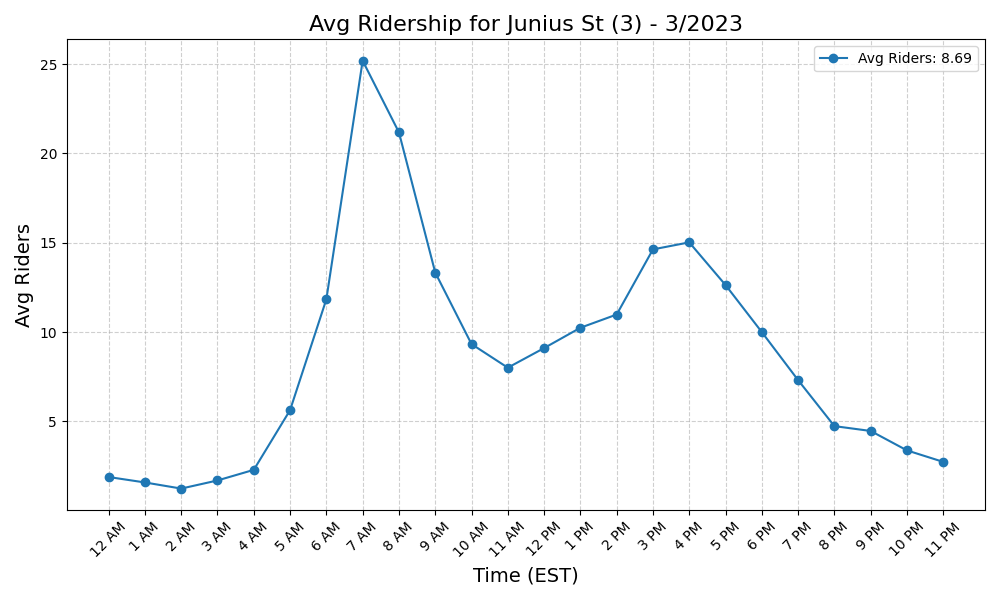 Avg Ridership for Junius St (3) - 3/2023
Avg Riders: 8.69
Avg Riders
25
20
15
10
5
12 AM
1 AM
2 AM
3 AM
4 AM
5 AM
6 AM
7 AM
8 AM
9 AM
10 AM
11 AM
12 PM
1 PM
2 PM
3 PM
4 PM
5 PM
6 PM
7 PM
8 PM
9 PM
10 PM
11 PM
Time (EST)